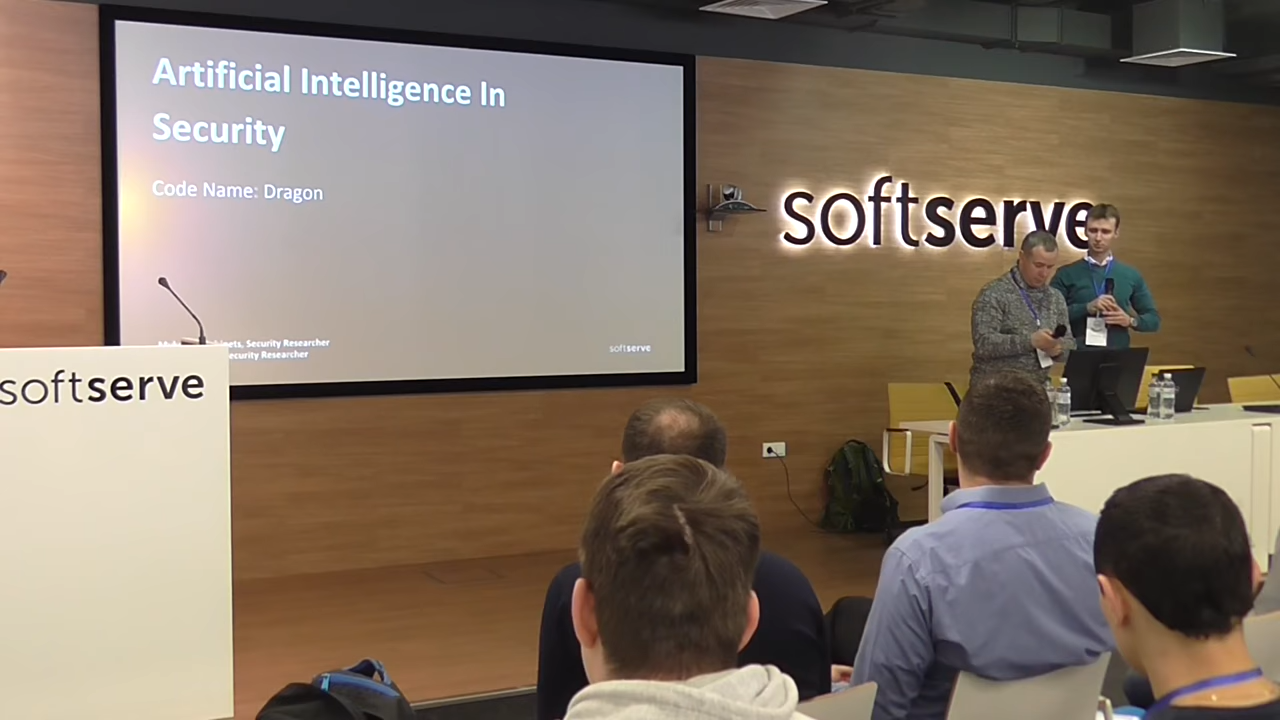 Artificial Intelligence In
Security
Code Name: Dragon
Security Researcher
Security Researcher
softserve
softserve
softserve